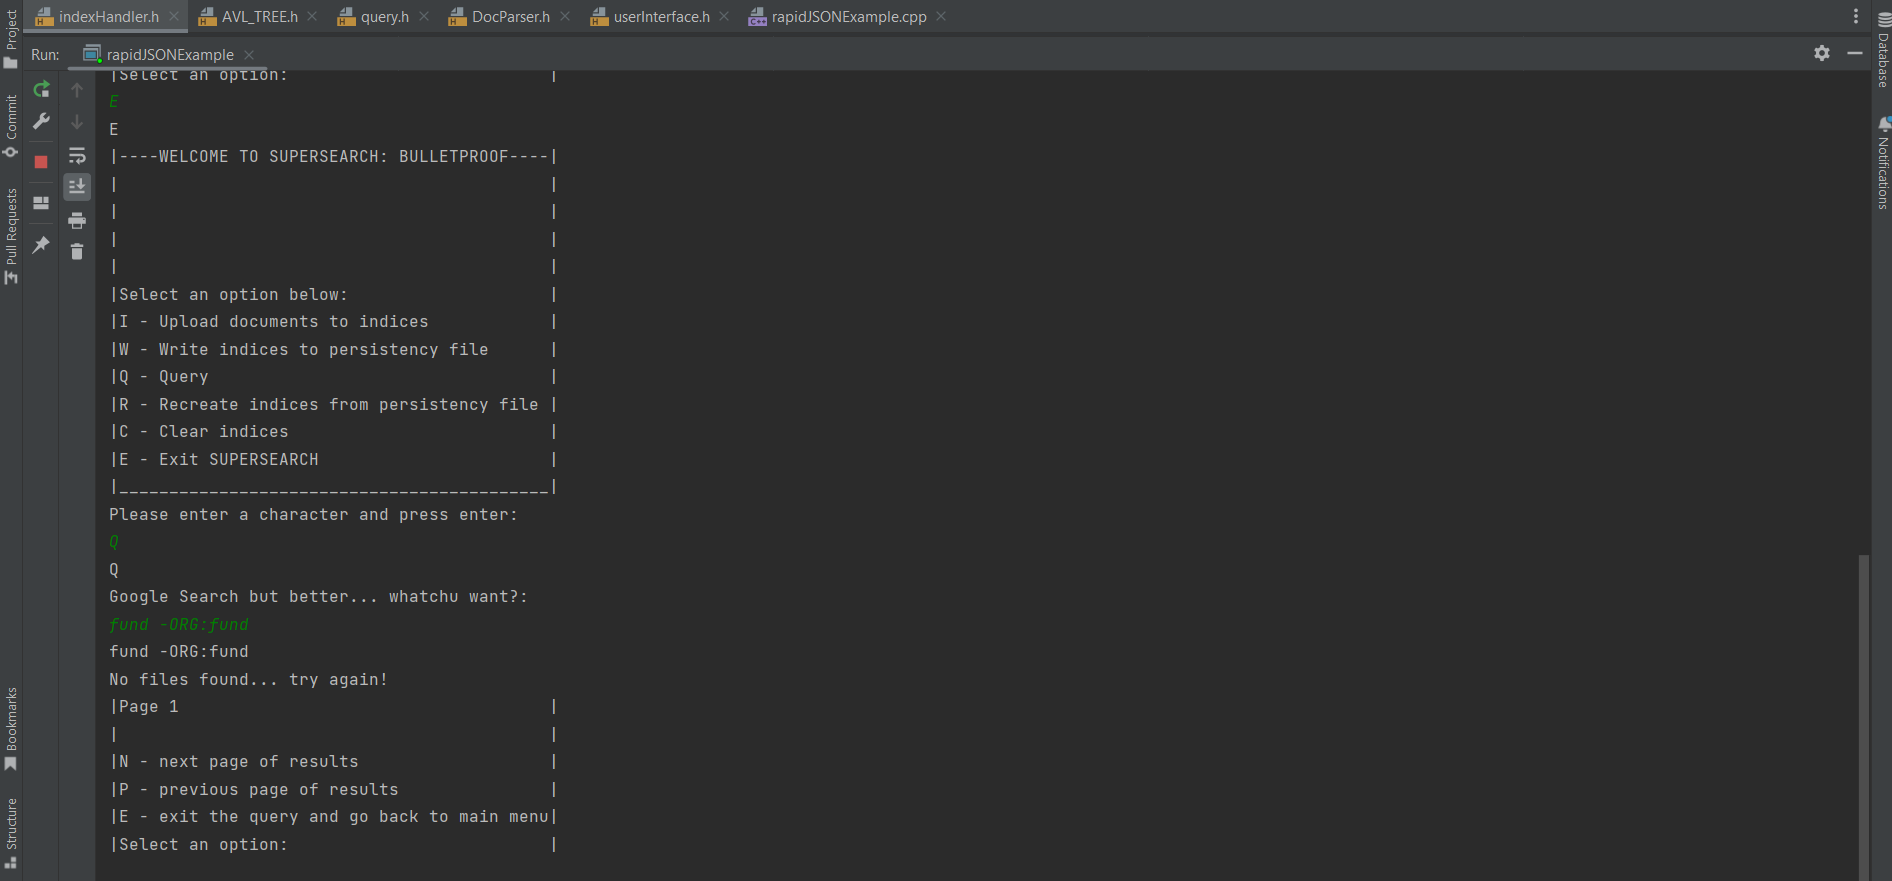 indexHandler.h AVL_TREE.h query.h DocParser.h userInterface.h rapidJSONExample.cpp
Run: rapidJSONExample
|Select an option: |
E
E
|----WELCOME TO SUPERSEARCH: BULLETPROOF----|
| |
| |
| |
| |
|Select an option below: |
|I - Upload documents to indices |
|W - Write indices to persistency file |
|Q - Query |
|R - Recreate indices from persistency file |
|C - Clear indices |
|E - Exit SUPERSEARCH |
|___________________________________________|
Please enter a character and press enter:
Q
Q
Google Search but better... whatchu want?:
fund -ORG:fund
fund -ORG:fund
No files found... try again!
|Page 1 |
| |
|N - next page of results |
|P - previous page of results |
|E - exit the query and go back to main menu|
|Select an option: |
Project
Commit
Pull Requests
Bookmarks
Structure
Database
Notifications